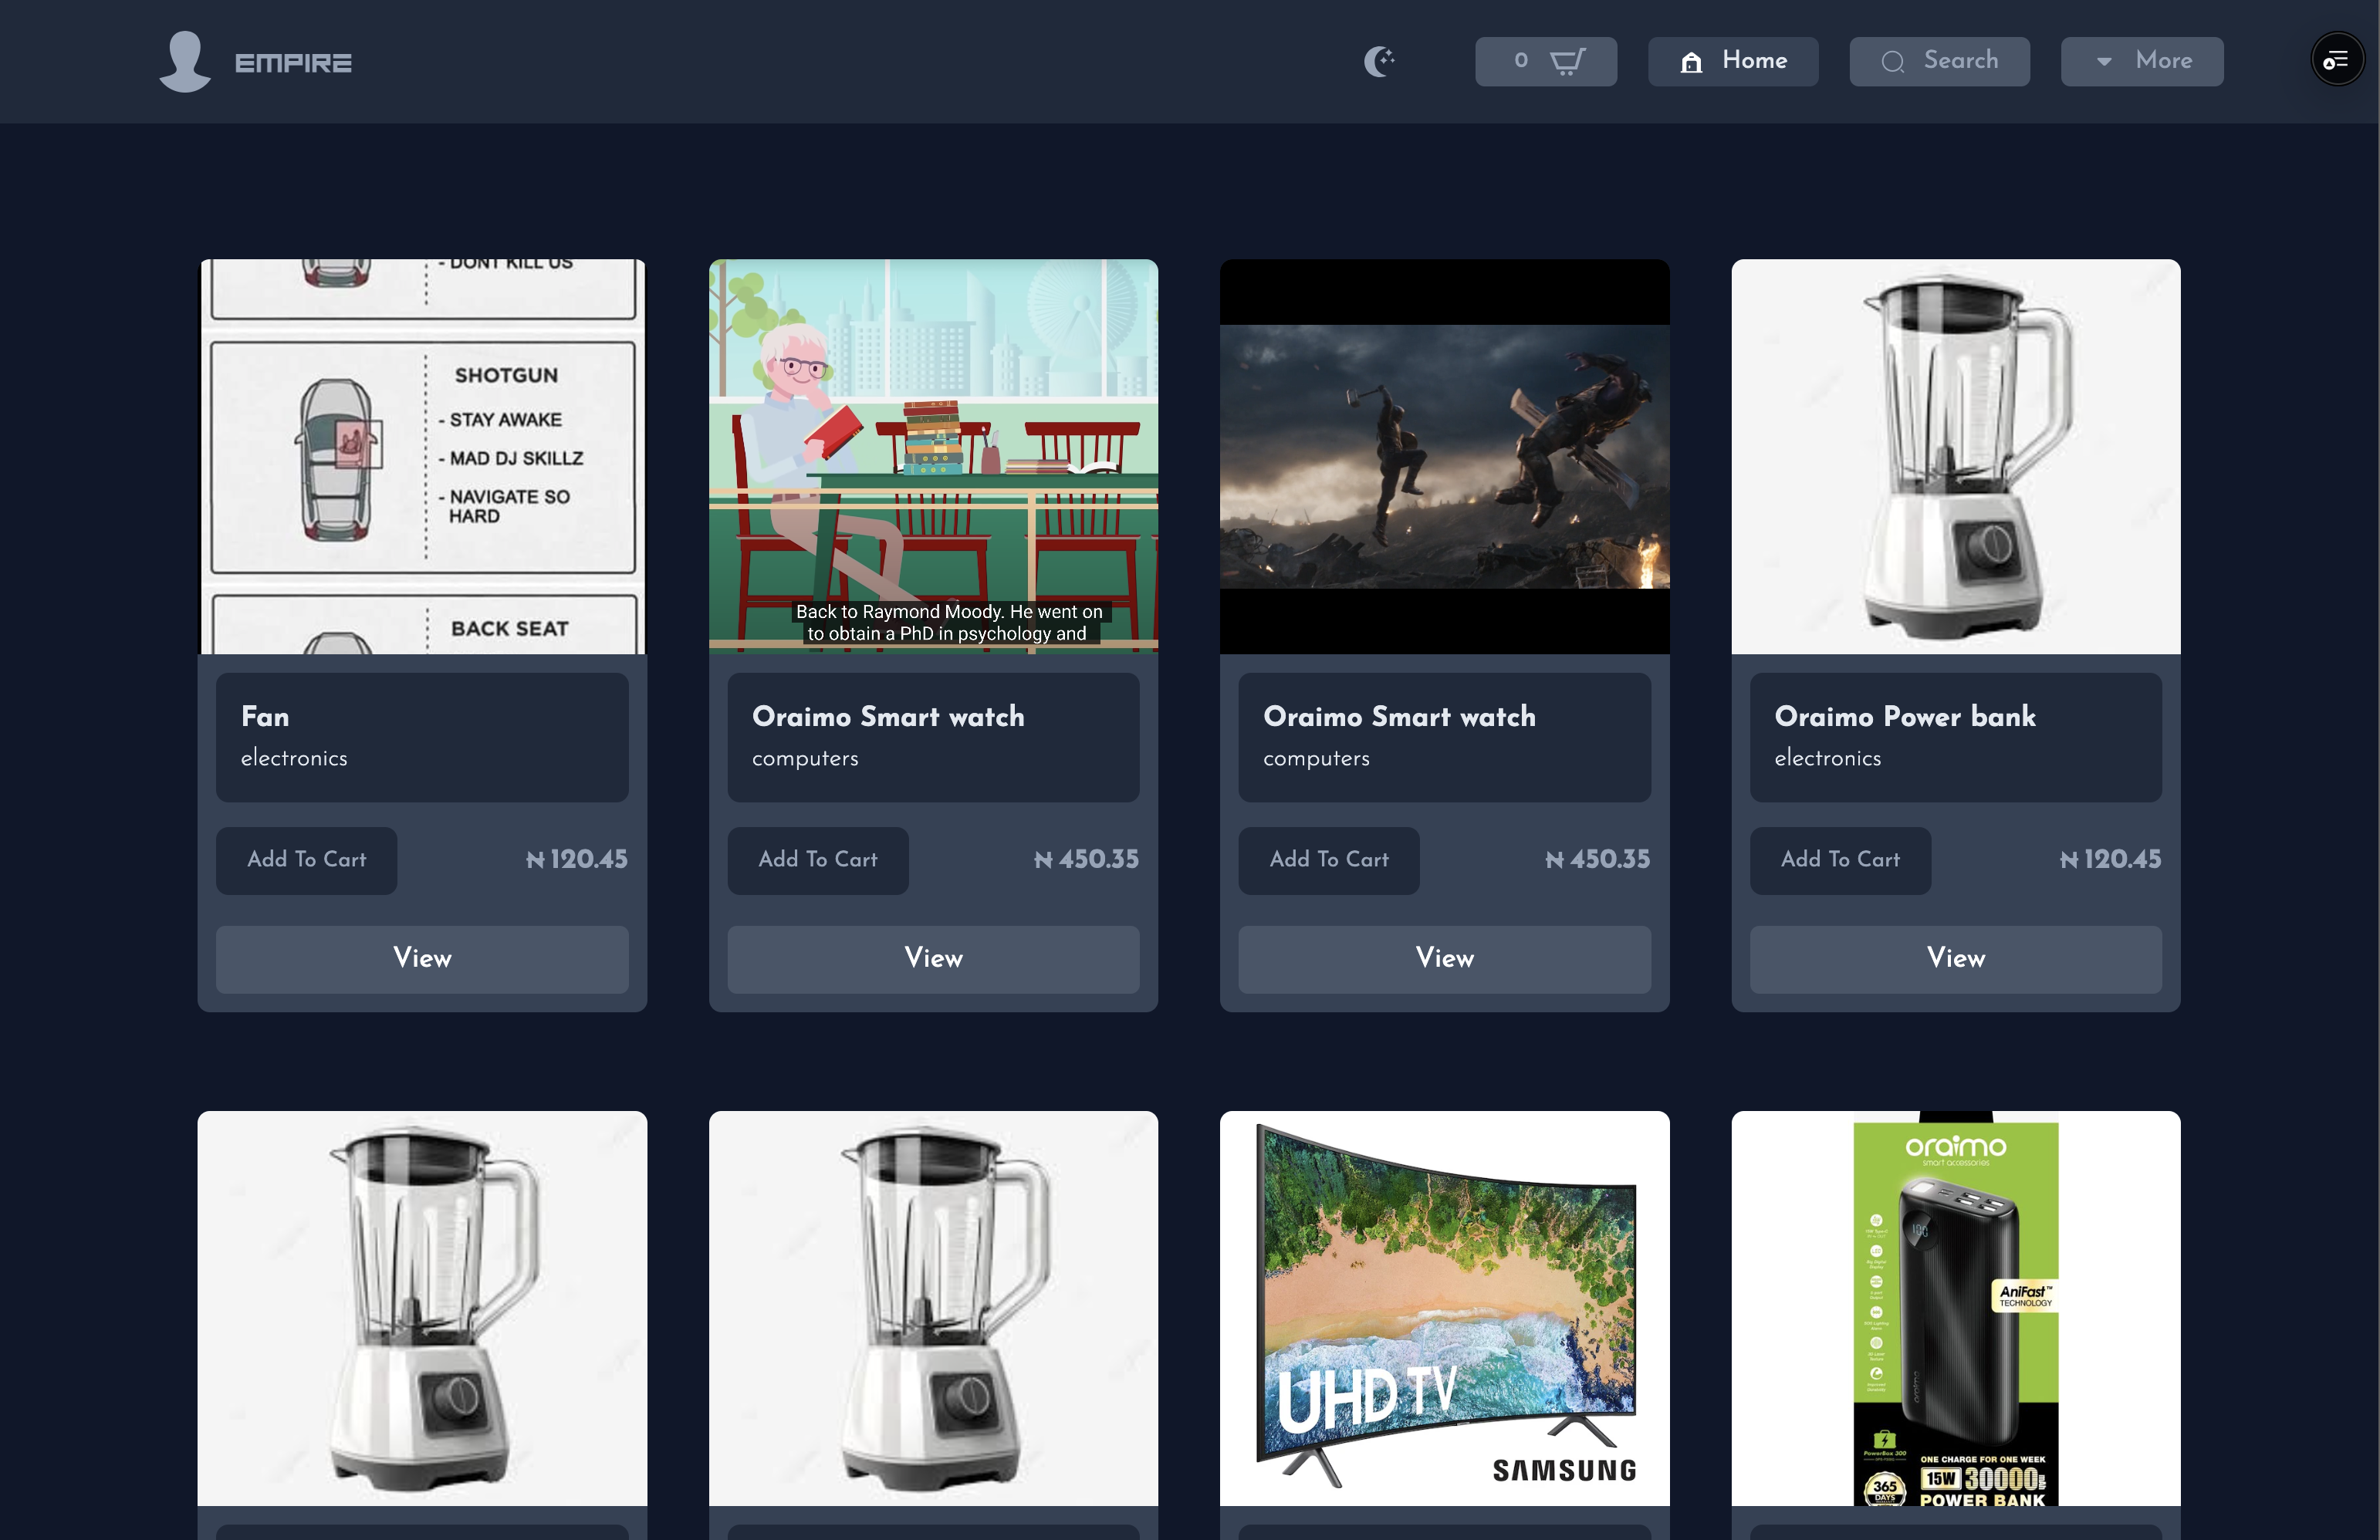 EMPIRE
0
Home
Search
More
- DONT KILL US
SHOTGUN
- STAY AWAKE
- MAD DJ SKILLZ
- NAVIGATE SO
HARD
BACK SEAT
Back to Raymond Moody. He went on
to obtain a PhD in psychology and
Fan
electronics
Add To Cart
₦ 120.45
View
Oraimo Smart watch
computers
Add To Cart
₦ 450.35
View
Oraimo Smart watch
computers
Add To Cart
₦ 450.35
View
Oraimo Power bank
electronics
Add To Cart
₦ 120.45
View
UHD TV
SAMSUNG
oraimo
smart accessories
AniFast™
TECHNOLOGY
PowerBox 300
ONE CHARGE FOR ONE WEEK
15W 30000
365
DAYS
POWER BANK